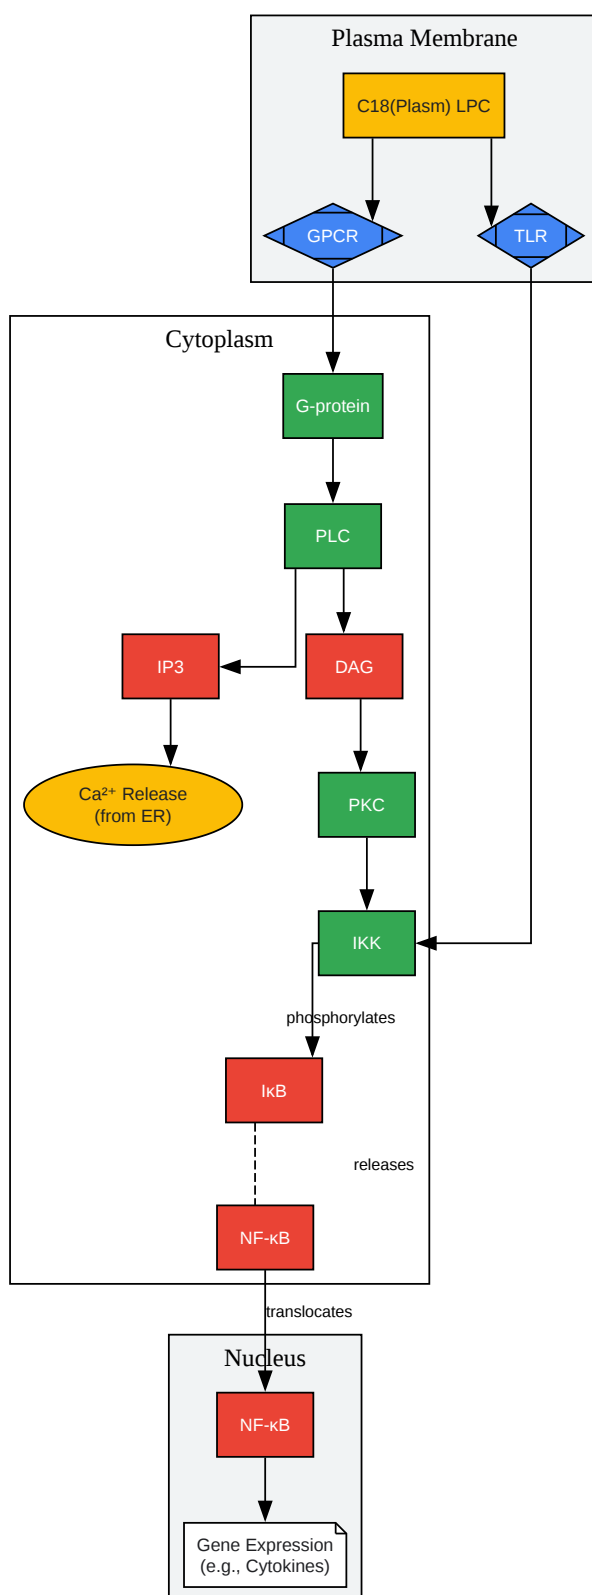 Plasma Membrane
C18(Plasm) LPC
GPCR
TLR
Cytoplasm
G-protein
PLC
IP3
DAG
Ca²⁺ Release
(from ER)
PKC
IKK
phosphorylates
IκB
releases
NF-κB
translocates
Nucleus
NF-κB
Gene Expression
(e.g., Cytokines)